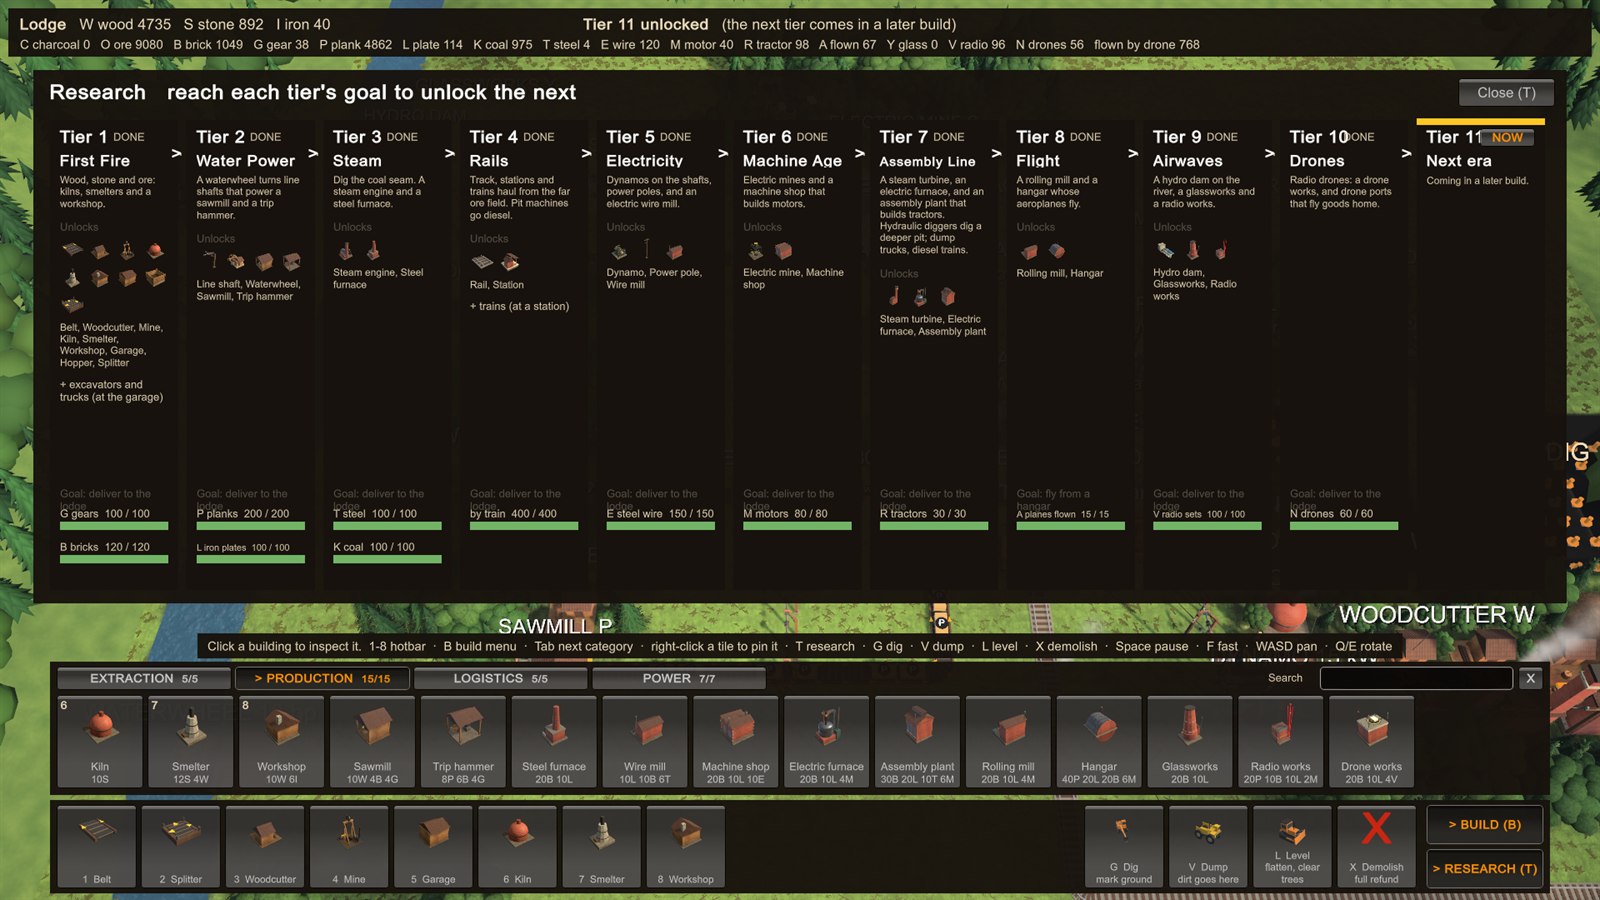 Lodge W wood 4735 S stone 892 I iron 40 Tier 11 unlocked (the next tier comes in a later build)
C charcoal 0 O ore 9080 B brick 1049 G gear 38 P plank 4862 L plate 114 K coal 975 T steel 4 E wire 120 M motor 40 R tractor 98 A flown 67 Y glass 0 V radio 96 N drones 56 flown by drone 768
Research reach each tier's goal to unlock the next
Close (T)
Tier 1 DONE
First Fire
Wood, stone and ore:
kilns, smelters and a
workshop.
Unlocks
Belt, Woodcutter, Mine,
Kiln, Smelter,
Workshop, Garage,
Hopper, Splitter
+ excavators and
trucks (at the garage)
Goal: deliver to the
lodge
G gears 100 / 100
B bricks 120 / 120
>
Tier 2 DONE
Water Power
A waterwheel turns line
shafts that power a
sawmill and a trip
hammer.
Unlocks
Line shaft, Waterwheel,
Sawmill, Trip hammer
Goal: deliver to the
lodge
P planks 200 / 200
L iron plates 100 / 100
>
Tier 3 DONE
Steam
Dig the coal seam. A
steam engine and a
steel furnace.
Unlocks
Steam engine, Steel
furnace
Goal: deliver to the
lodge
T steel 100 / 100
K coal 100 / 100
>
Tier 4 DONE
Rails
Track, stations and
trains haul from the far
ore field. Pit machines
go diesel.
Unlocks
Rail, Station
+ trains (at a station)
Goal: deliver to the
lodge
by train 400 / 400
>
Tier 5 DONE
Electricity
Dynamos on the shafts,
power poles, and an
electric wire mill.
Unlocks
Dynamo, Power pole,
Wire mill
Goal: deliver to the
lodge
E steel wire 150 / 150
>
Tier 6 DONE
Machine Age
Electric mines and a
machine shop that
builds motors.
Unlocks
Electric mine, Machine
shop
Goal: deliver to the
lodge
M motors 80 / 80
>
Tier 7 DONE
Assembly Line
A steam turbine, an
electric furnace, and an
assembly plant that
builds tractors.
Hydraulic diggers dig a
deeper pit; dump
trucks, diesel trains.
Unlocks
Steam turbine, Electric
furnace, Assembly plant
Goal: deliver to the
lodge
R tractors 30 / 30
>
Tier 8 DONE
Flight
A rolling mill and a
hangar whose
aeroplanes fly.
Unlocks
Rolling mill, Hangar
Goal: fly from a
hangar
A planes flown 15 / 15
>
Tier 9 DONE
Airwaves
A hydro dam on the
river, a glassworks and
a radio works.
Unlocks
Hydro dam,
Glassworks, Radio
works
Goal: deliver to the
lodge
V radio sets 100 / 100
>
Tier 10 DONE
Drones
Radio drones: a drone
works, and drone ports
that fly goods home.
Goal: deliver to the
lodge
N drones 60 / 60
>
Tier 11 NOW
Next era
Coming in a later build.
DIG
SAWMILL P
P
WOODCUTTER W
Click a building to inspect it. 1-8 hotbar · B build menu · Tab next category · right-click a tile to pin it · T research · G dig · V dump · L level · X demolish · Space pause · F fast · WASD pan · Q/E rotate
EXTRACTION 5/5
> PRODUCTION 15/15
LOGISTICS 5/5
POWER 7/7
Search
X
6
Kiln
10S
7
Smelter
12S 4W
8
Workshop
10W 6I
Sawmill
10W 4B 4G
Trip hammer
8P 6B 4G
Steel furnace
20B 10L
Wire mill
10L 10B 6T
Machine shop
20B 10L 10E
Electric furnace
20B 10L 4M
Assembly plant
30B 20L 10T 6M
Rolling mill
20B 10L 4M
Hangar
40P 20L 20B 6M
Glassworks
20B 10L
Radio works
20P 10B 10L 2M
Drone works
20B 10L 4V
1 Belt
2 Splitter
3 Woodcutter
4 Mine
5 Garage
6 Kiln
7 Smelter
8 Workshop
G Dig
mark ground
V Dump
dirt goes here
L Level
flatten, clear
trees
X Demolish
full refund
> BUILD (B)
> RESEARCH (T)